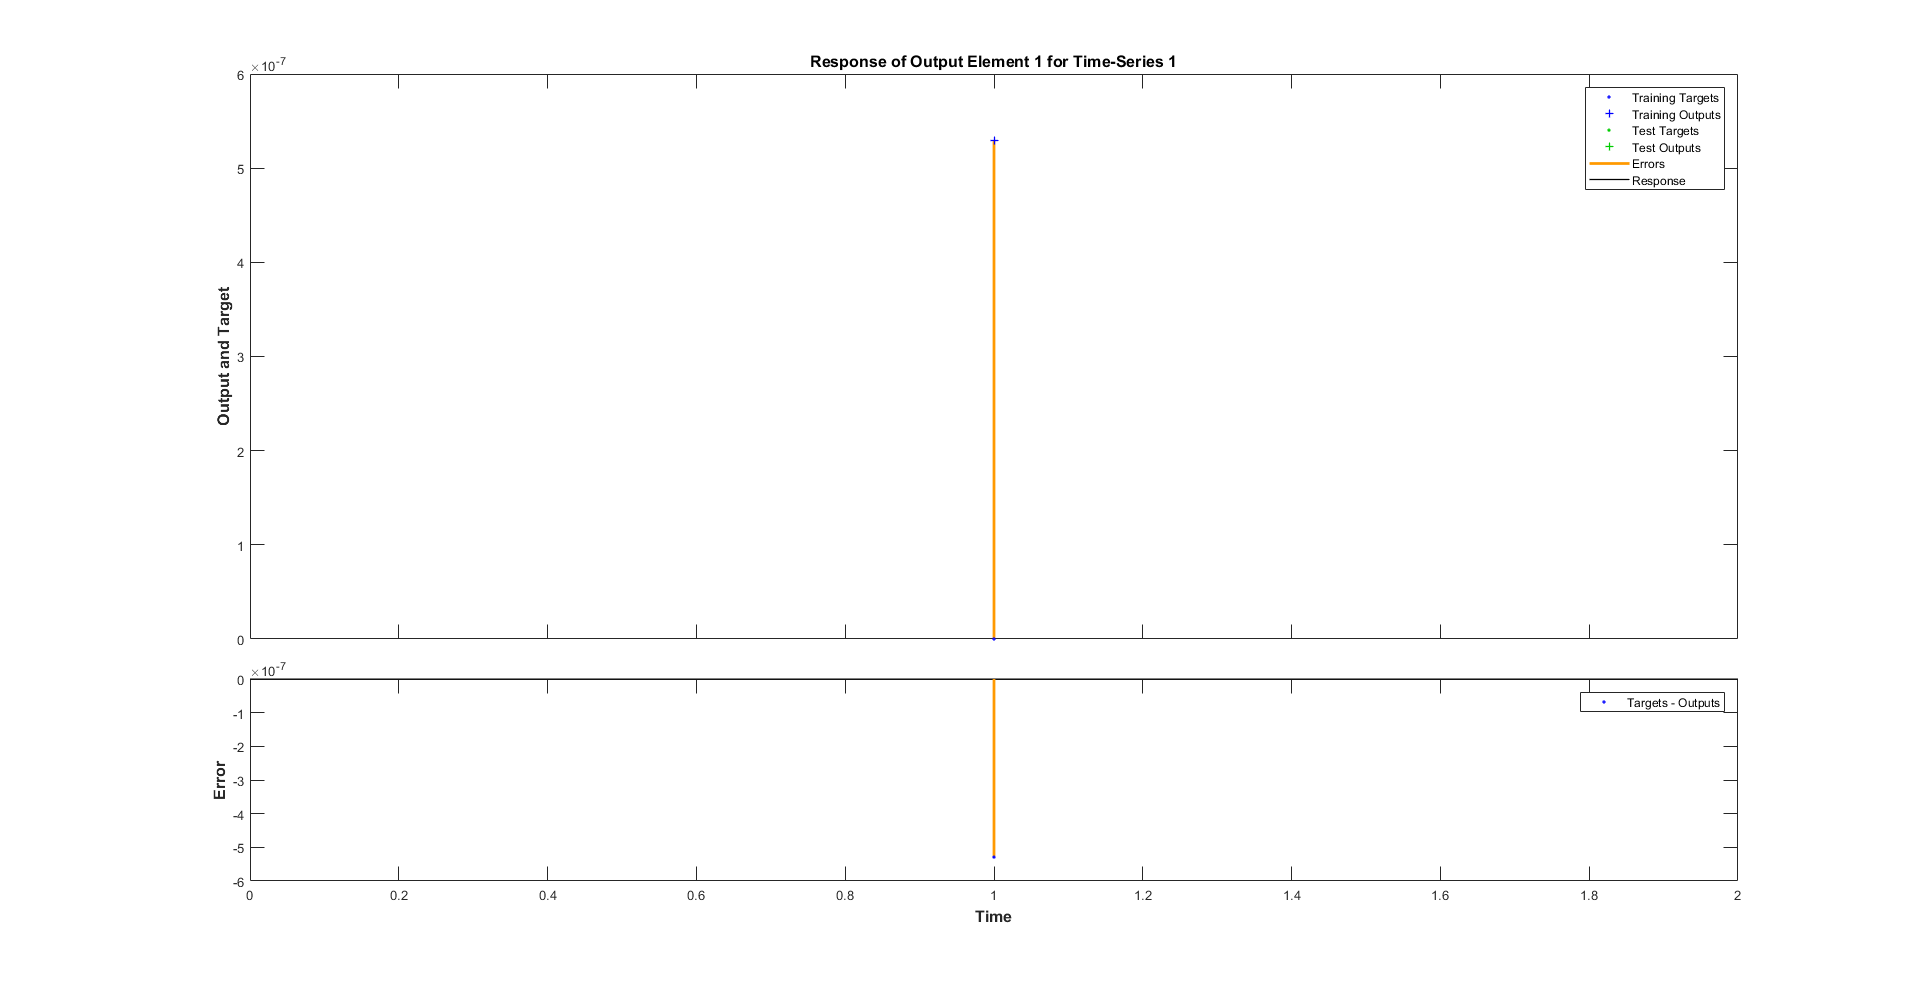 Response of Output Element 1 for Time-Series 1
×10-7
6
5
4
3
2
1
0
Output and Target
Training Targets
Training Outputs
Test Targets
Test Outputs
Errors
Response
×10-7
0
-1
-2
-3
-4
-5
-6
Error
Targets - Outputs
0 0.2 0.4 0.6 0.8 1 1.2 1.4 1.6 1.8 2
Time